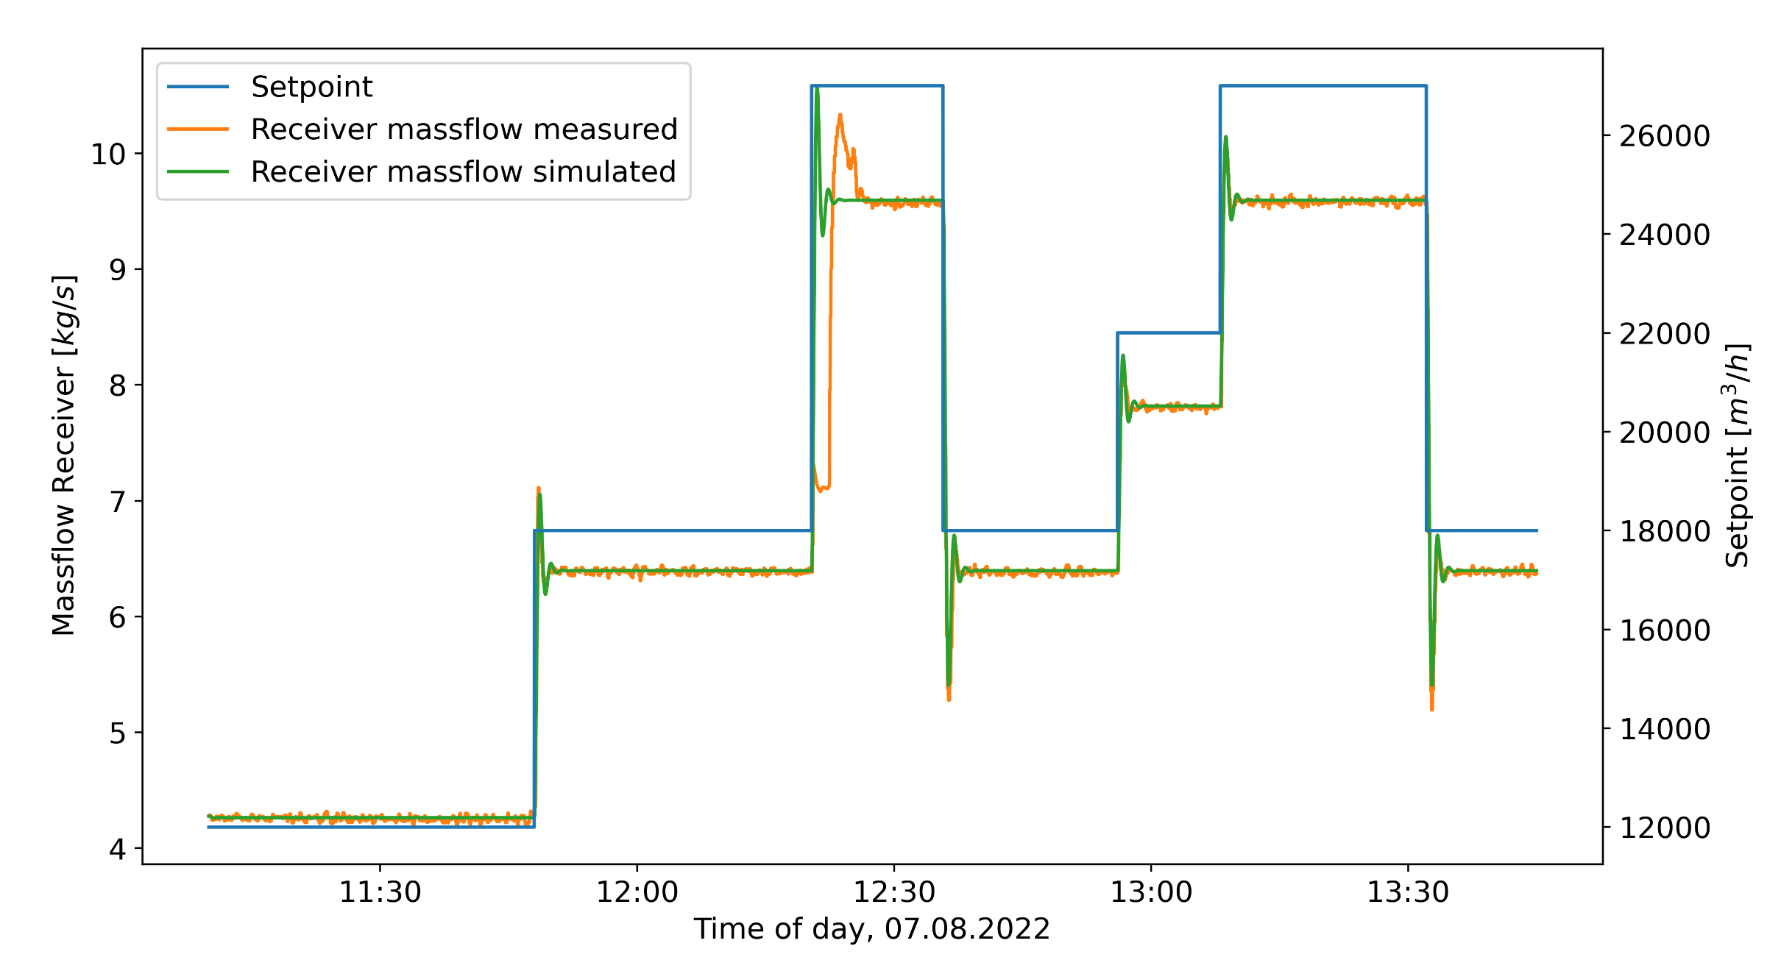 Setpoint
Receiver massflow measured
Receiver massflow simulated
Massflow Receiver [kg/s]
10
9
8
7
6
5
4
26000
24000
22000
20000
18000
16000
14000
12000
Setpoint [m³/h]
11:30 12:00 12:30 13:00 13:30
Time of day, 07.08.2022